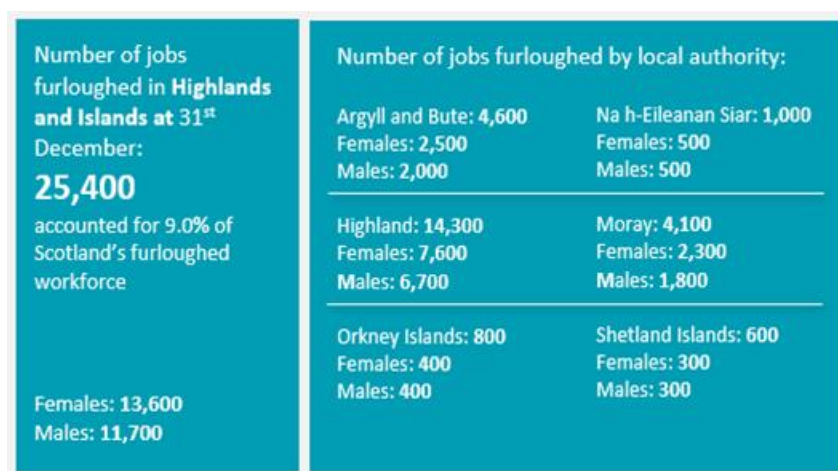 Number of jobs
furloughed in Highlands
and Islands at 31st
December:
25,400
accounted for 9.0% of
Scotland's furloughed
workforce
Females: 13,600
Males: 11,700
Number of jobs furloughed by local authority:
Argyll and Bute: 4,600
Females: 2,500
Males: 2,000
Na h-Eileanan Siar: 1,000
Females: 500
Males: 500
Highland: 14,300
Females: 7,600
Males: 6,700
Moray: 4,100
Females: 2,300
Males: 1,800
Orkney Islands: 800
Females: 400
Males: 400
Shetland Islands: 600
Females: 300
Males: 300